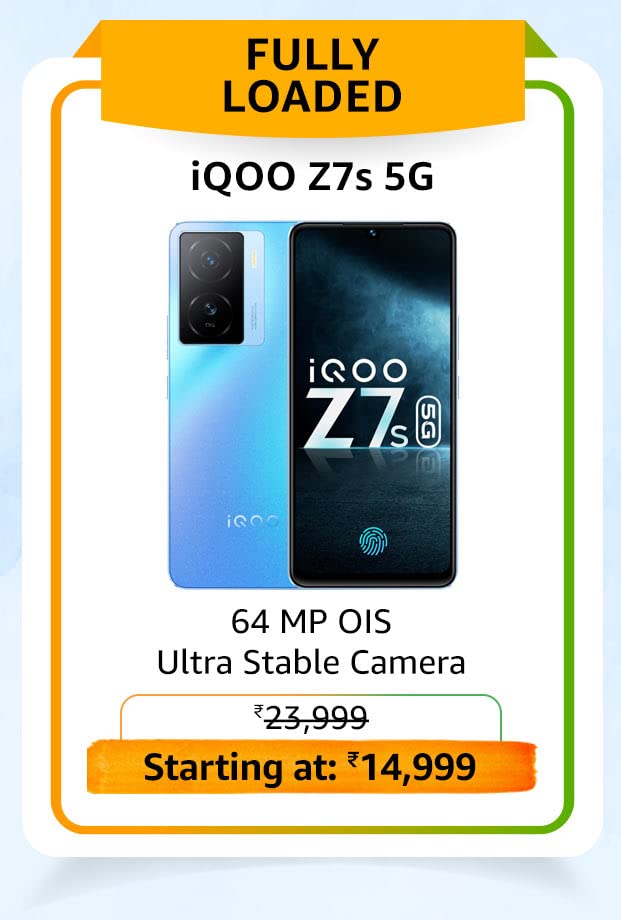 FULLY
LOADED
iQOO Z7s 5G
iQOO
Z7s 5G
iQOO
64 MP OIS
Ultra Stable Camera
₹23,999
Starting at: ₹14,999